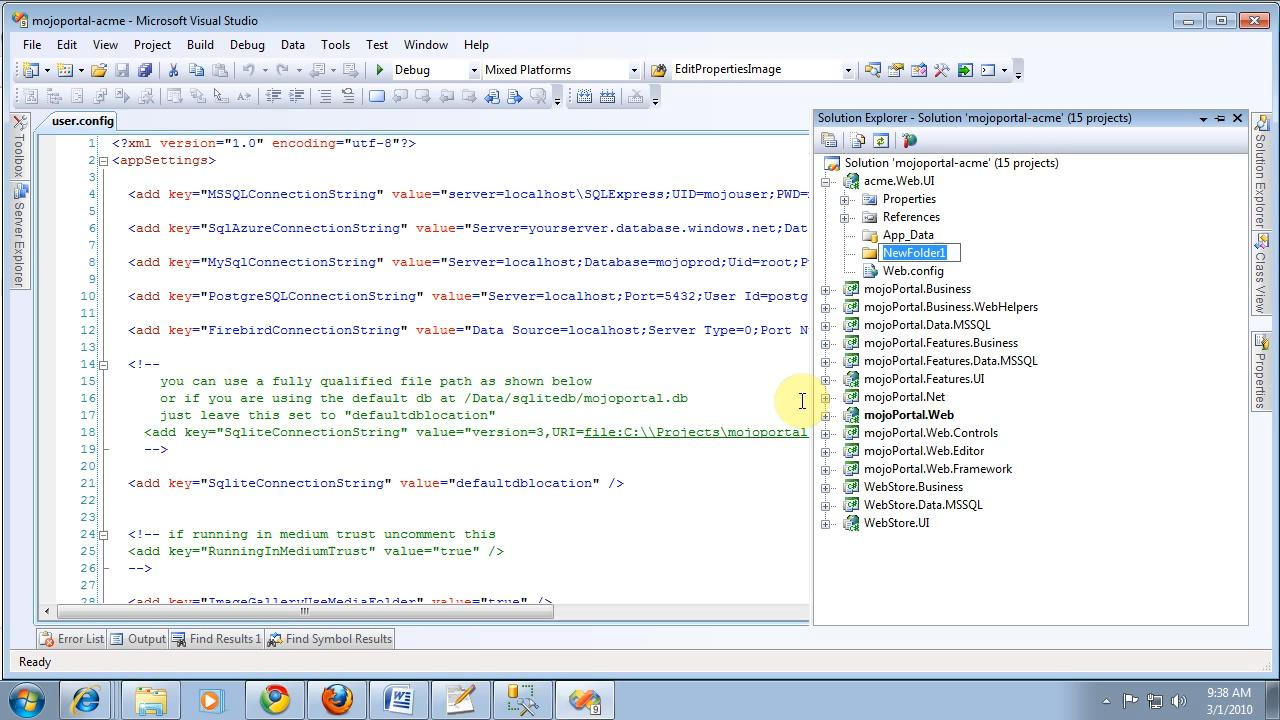 mojoportal-acme - Microsoft Visual Studio
File Edit View Project Build Debug Data Tools Test Window Help
Debug Mixed Platforms EditPropertiesImage
user.config
1 <?xml version="1.0" encoding="utf-8"?>
2 <appSettings>
3
4 <add key="MSSQLConnectionString" value="server=localhost\SQLExpress;UID=mojouser;PWD=
5
6 <add key="SqlAzureConnectionString" value="Server=yourserver.database.windows.net;Dat
7
8 <add key="MySqlConnectionString" value="Server=localhost;Database=mojoprod;Uid=root;P
9
10 <add key="PostgreSQLConnectionString" value="Server=localhost;Port=5432;User Id=postg
11
12 <add key="FirebirdConnectionString" value="Data Source=localhost;Server Type=0;Port N
13
14 <!--
15 you can use a fully qualified file path as shown below
16 or if you are using the default db at /Data/sqlitedb/mojoportal.db
17 just leave this set to "defaultdblocation"
18 <add key="SqliteConnectionString" value="version=3,URI=file:C:\\Projects\mojoportal
19 -->
20
21 <add key="SqliteConnectionString" value="defaultdblocation" />
22
23
24 <!-- if running in medium trust uncomment this
25 <add key="RunningInMediumTrust" value="true" />
26 -->
27
28 <add key="ImageGalleryUseMediaFolder" value="true" />
Toolbox
Server Explorer
Solution Explorer - Solution 'mojoportal-acme' (15 projects)
Solution 'mojoportal-acme' (15 projects)
acme.Web.UI
Properties
References
App_Data
NewFolder1
Web.config
mojoPortal.Business
mojoPortal.Business.WebHelpers
mojoPortal.Data.MSSQL
mojoPortal.Features.Business
mojoPortal.Features.Data.MSSQL
mojoPortal.Features.UI
mojoPortal.Net
mojoPortal.Web
mojoPortal.Web.Controls
mojoPortal.Web.Editor
mojoPortal.Web.Framework
WebStore.Business
WebStore.Data.MSSQL
WebStore.UI
Solution Explorer
Class View
Properties
Error List Output Find Results 1 Find Symbol Results
Ready
9:38 AM
3/1/2010